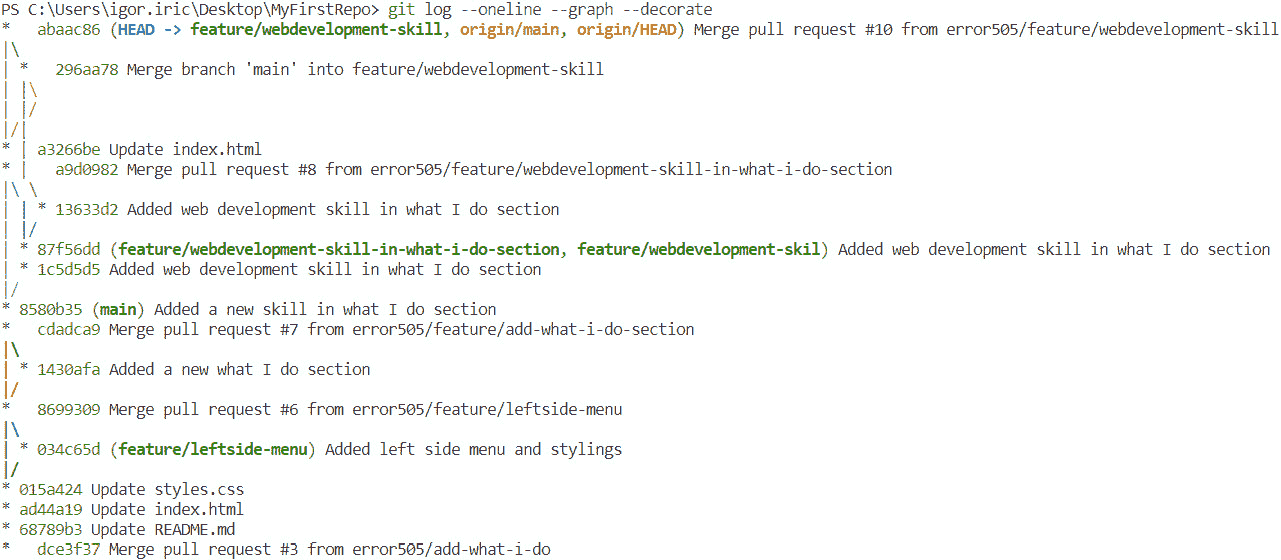 PS C:\Users\igor.iric\Desktop\MyFirstRepo> git log --oneline --graph --decorate
*   abaac86 (HEAD -> feature/webdevelopment-skill, origin/main, origin/HEAD) Merge pull request #10 from error505/feature/webdevelopment-skill
|\
| *   296aa78 Merge branch 'main' into feature/webdevelopment-skill
| |\
| |/
|/|
* | a3266be Update index.html
* |   a9d0982 Merge pull request #8 from error505/feature/webdevelopment-skill-in-what-i-do-section
|\ \
| | * 13633d2 Added web development skill in what I do section
| |/
| * 87f56dd (feature/webdevelopment-skill-in-what-i-do-section, feature/webdevelopment-skil) Added web development skill in what I do section
| * 1c5d5d5 Added web development skill in what I do section
|/
* 8580b35 (main) Added a new skill in what I do section
*   cdadca9 Merge pull request #7 from error505/feature/add-what-i-do-section
|\
| * 1430afa Added a new what I do section
|/
*   8699309 Merge pull request #6 from error505/feature/leftside-menu
|\
| * 034c65d (feature/leftside-menu) Added left side menu and stylings
|/
* 015a424 Update styles.css
* ad44a19 Update index.html
* 68789b3 Update README.md
*   dce3f37 Merge pull request #3 from error505/add-what-i-do